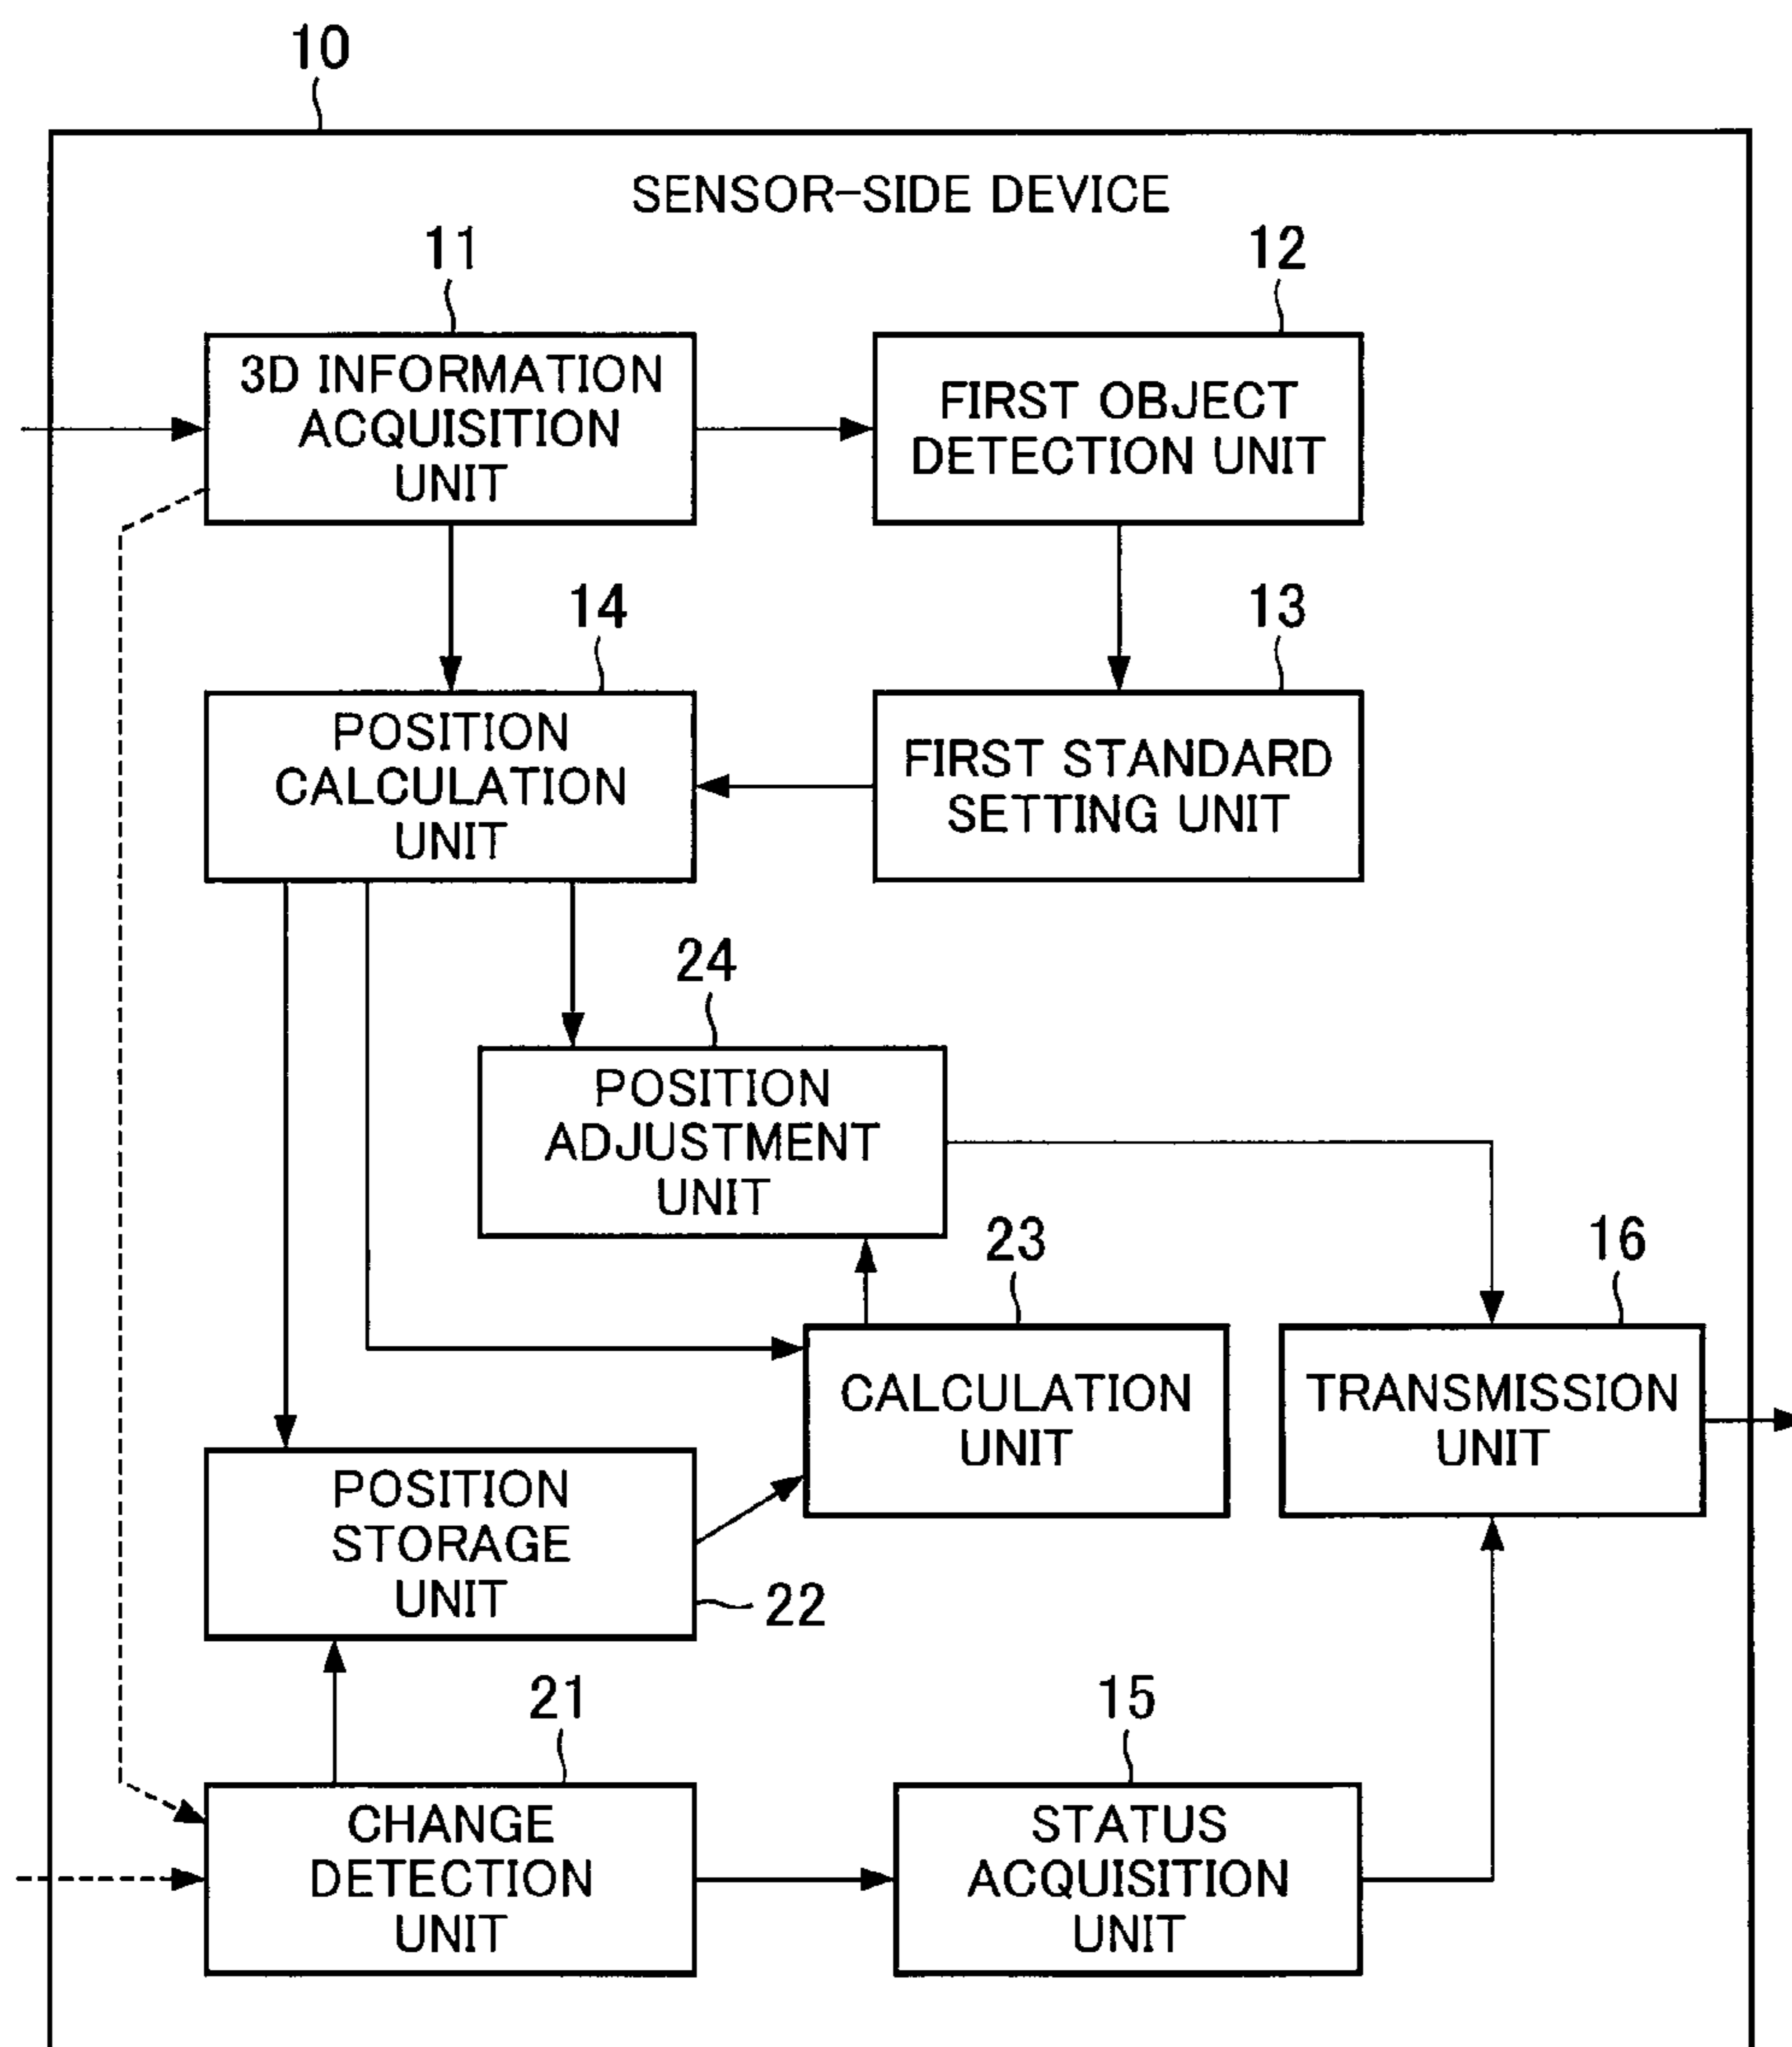 10
SENSOR-SIDE DEVICE
11
12
3D INFORMATION
ACQUISITION
UNIT
FIRST OBJECT
DETECTION UNIT
14
13
POSITION
CALCULATION
UNIT
FIRST STANDARD
SETTING UNIT
24
POSITION
ADJUSTMENT
UNIT
23
16
CALCULATION
UNIT
TRANSMISSION
UNIT
POSITION
STORAGE
UNIT
22
21
15
CHANGE
DETECTION
UNIT
STATUS
ACQUISITION
UNIT